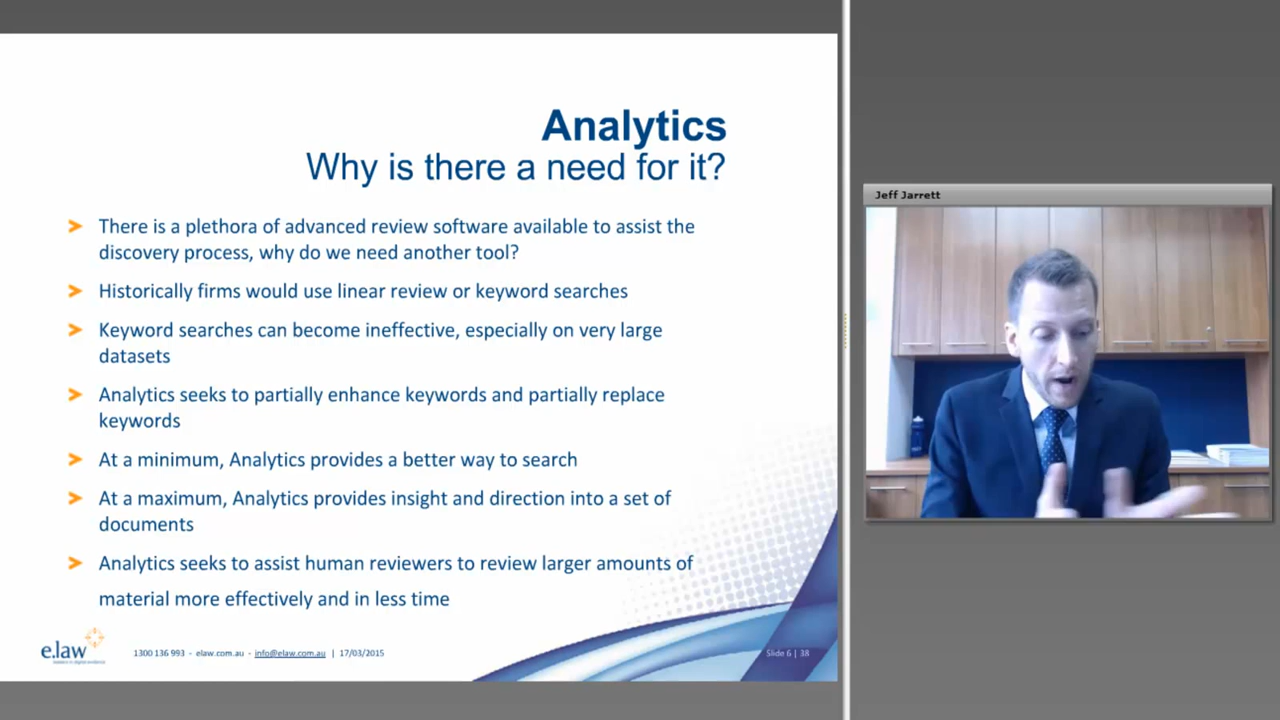 Analytics
Why is there a need for it?
There is a plethora of advanced review software available to assist the
discovery process, why do we need another tool?
Historically firms would use linear review or keyword searches
Keyword searches can become ineffective, especially on very large
datasets
Analytics seeks to partially enhance keywords and partially replace
keywords
At a minimum, Analytics provides a better way to search
At a maximum, Analytics provides insight and direction into a set of
documents
Analytics seeks to assist human reviewers to review larger amounts of
material more effectively and in less time
e.law
leaders in digital evidence
1300 136 993 - elaw.com.au - info@elaw.com.au | 17/03/2015
Slide 6 | 38
Jeff Jarrett